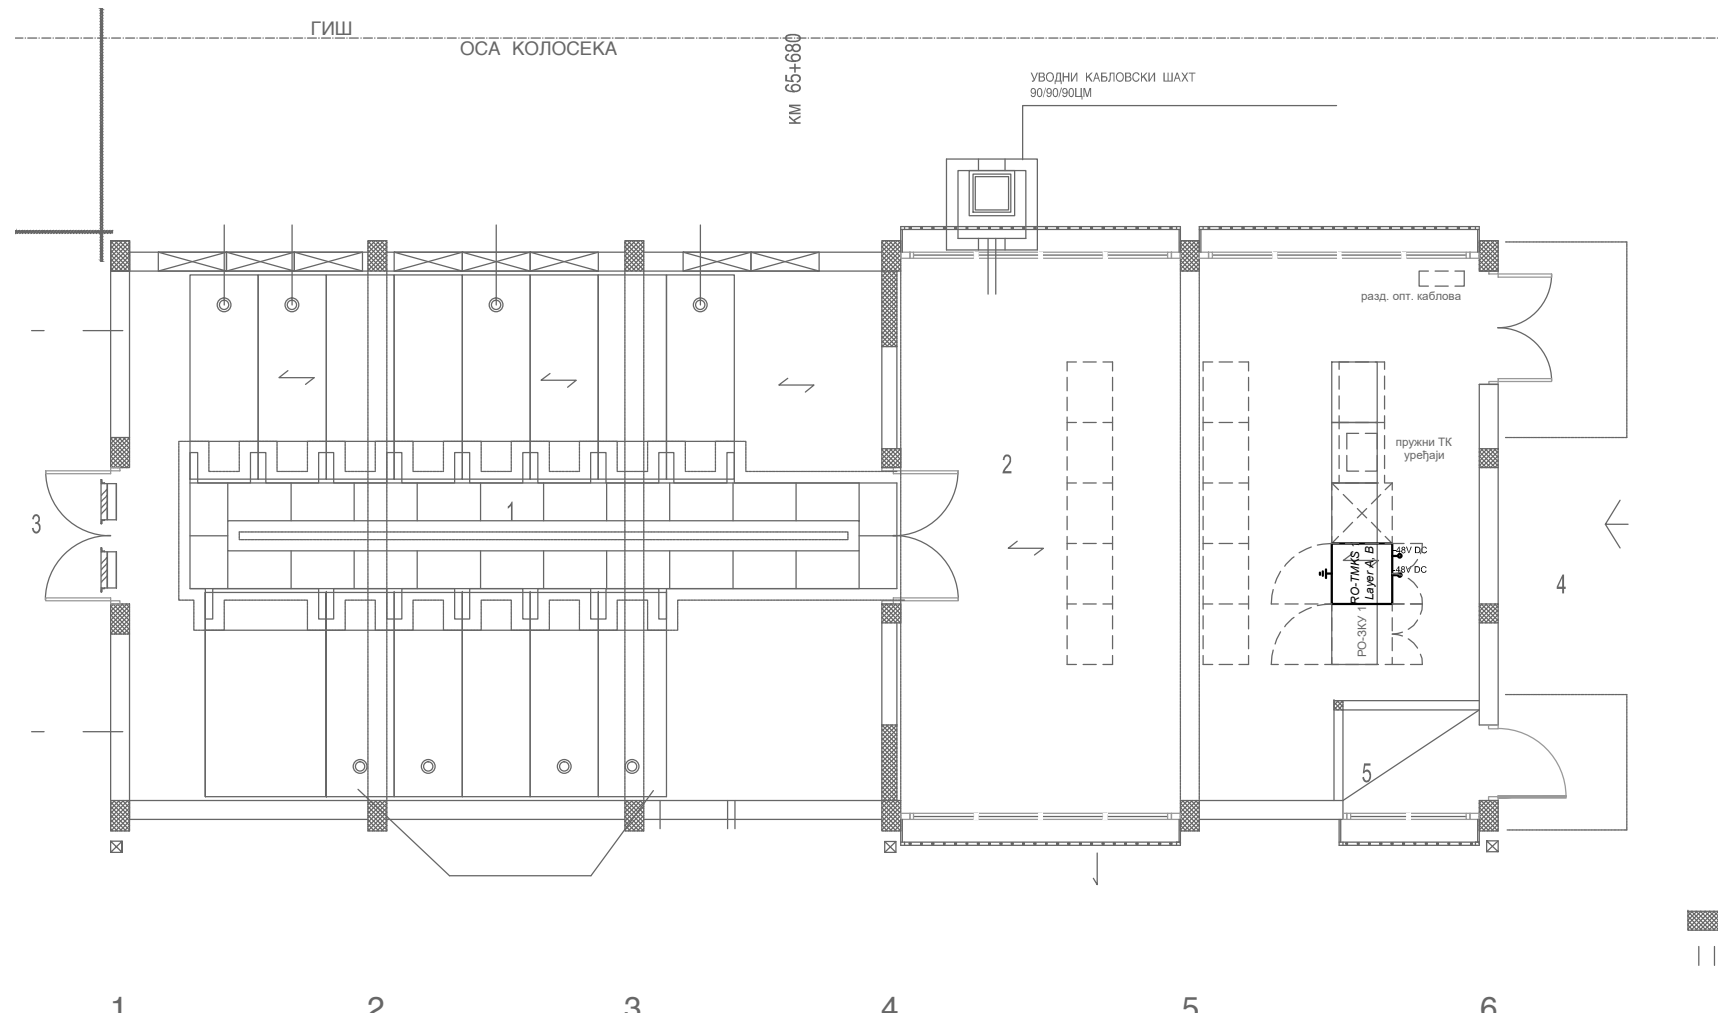 ГИШ
ОСА КОЛОСЕКА
КМ 65+680
УВОДНИ КАБЛОВСКИ ШАХТ
90/90/90ЦМ
разд. опт. каблова
пружни ТК
уређаји
2
1
3
-48V DC
-48V DC
RO-TMKS 1
Layer A, B
4
РО-ЗКУ 1
5
1
2
3
4
5
6